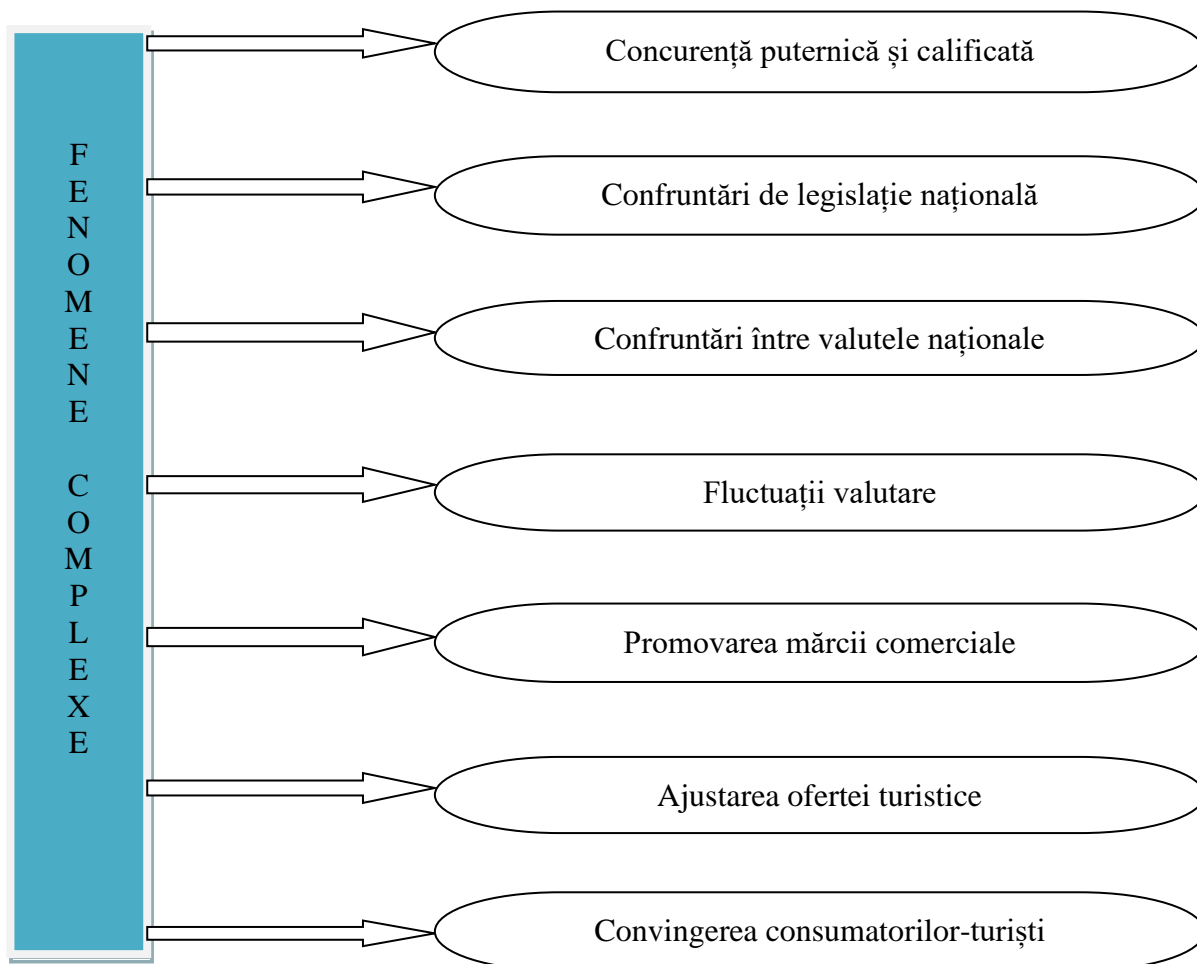 FENOMENE COMPLEXE
Concurență puternică și calificată
Confruntări de legislație națională
Confruntări între valutele naționale
Fluctuații valutare
Promovarea mărcii comerciale
Ajustarea ofertei turistice
Convingerea consumatorilor-turiști